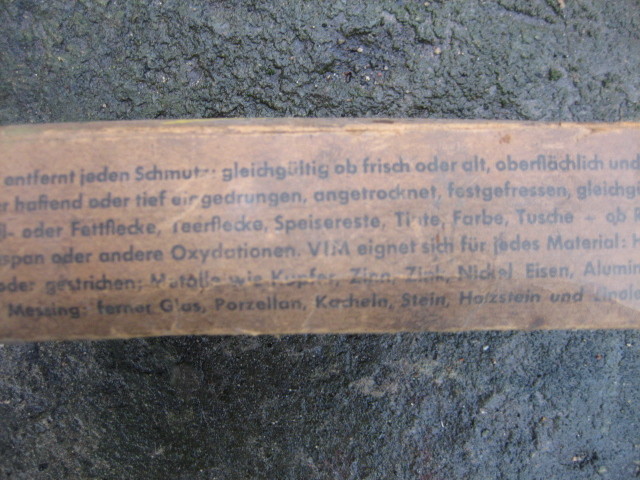 entfernt jeden Schmutz: gleichgültig ob frisch oder alt, oberflächlich und
haftend oder tief eingedrungen, angetrocknet, festgefressen, gleichg
oder Fettflecke, Teerflecke, Speisereste, Tinte, Farbe, Tusche – ob
span oder andere Oxydationen. VIM eignet sich für jedes Material: H
oder gestrichen; Metalle wie Kupfer, Zinn, Zink, Nickel, Eisen, Alumin
Messing; ferner Glas, Porzellan, Kacheln, Stein, Holzstein und Linole